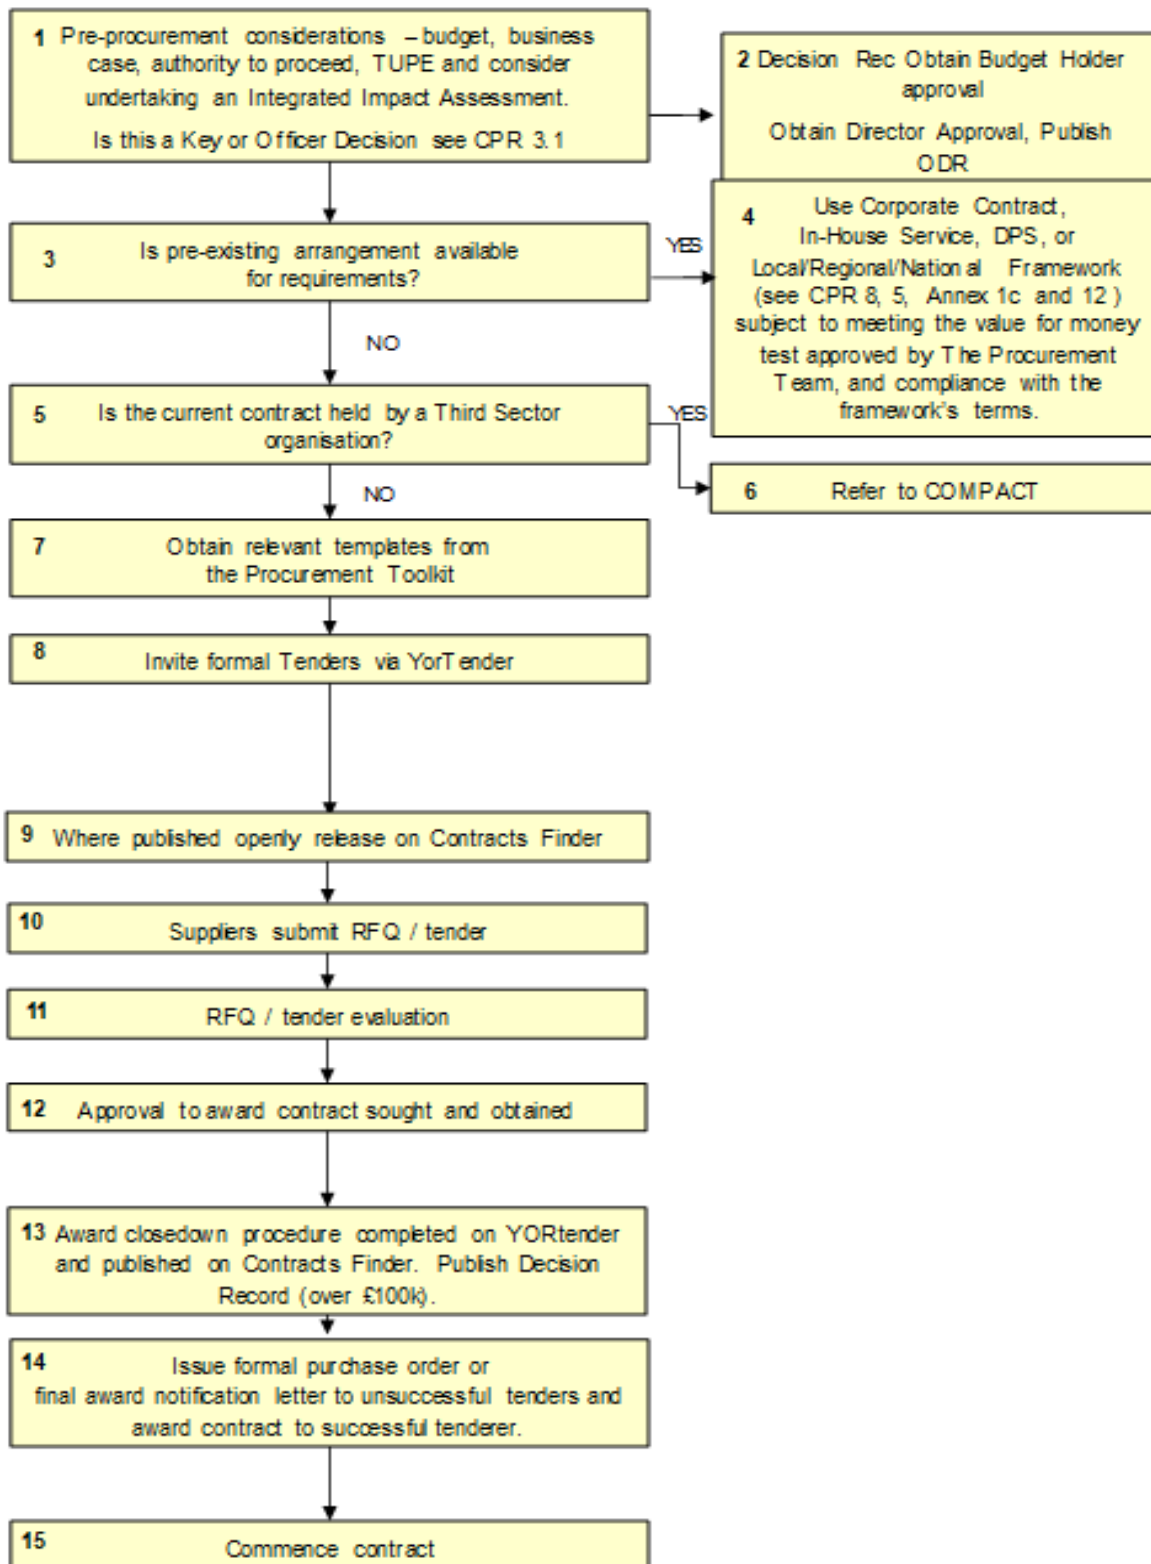 1 Pre-procurement considerations – budget, business
case, authority to proceed, TUPE and consider
undertaking an Integrated Impact Assessment.
Is this a Key or Officer Decision see CPR 3.1
2 Decision Rec Obtain Budget Holder
approval
Obtain Director Approval, Publish
ODR
3 Is pre-existing arrangement available
for requirements?
YES
4 Use Corporate Contract,
In-House Service, DPS, or
Local/Regional/National Framework
(see CPR 8, 5, Annex 1c and 12 )
subject to meeting the value for money
test approved by The Procurement
Team, and compliance with the
framework's terms.
NO
5 Is the current contract held by a Third Sector
organisation?
YES
6 Refer to COMPACT
NO
7 Obtain relevant templates from
the Procurement Toolkit
8 Invite formal Tenders via YorTender
9 Where published openly release on Contracts Finder
10 Suppliers submit RFQ / tender
11 RFQ / tender evaluation
12 Approval to award contract sought and obtained
13 Award closedown procedure completed on YORtender
and published on Contracts Finder. Publish Decision
Record (over £100k).
14 Issue formal purchase order or
final award notification letter to unsuccessful tenders and
award contract to successful tenderer.
15 Commence contract